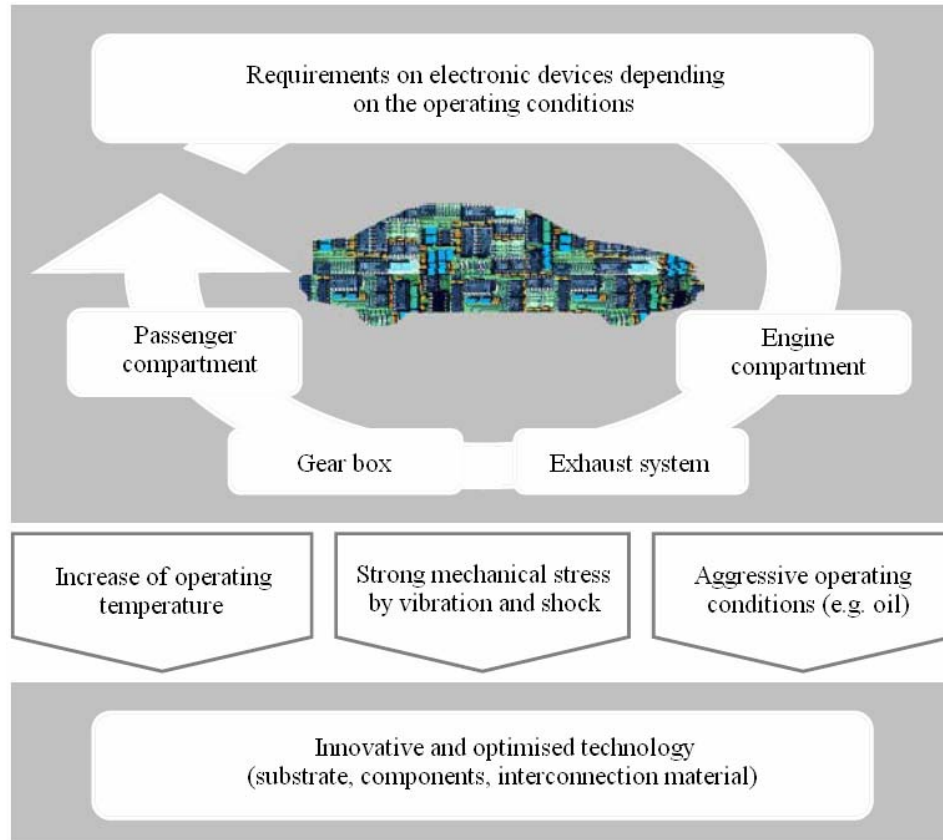 Requirements on electronic devices depending
on the operating conditions
Passenger
compartment
Engine
compartment
Gear box
Exhaust system
Increase of operating
temperature
Strong mechanical stress
by vibration and shock
Aggressive operating
conditions (e.g. oil)
Innovative and optimised technology
(substrate, components, interconnection material)